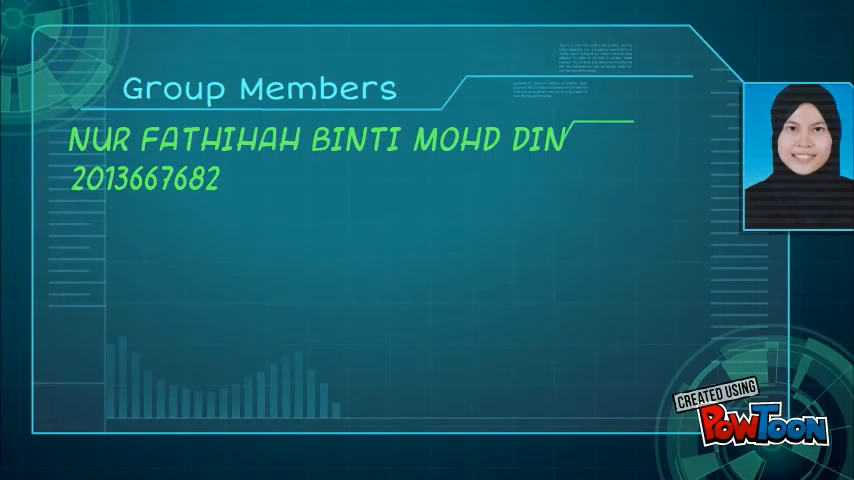 Group Members
NUR FATHIHAH BINTI MOHD DIN
2013667682
CREATED USING
POWTOON